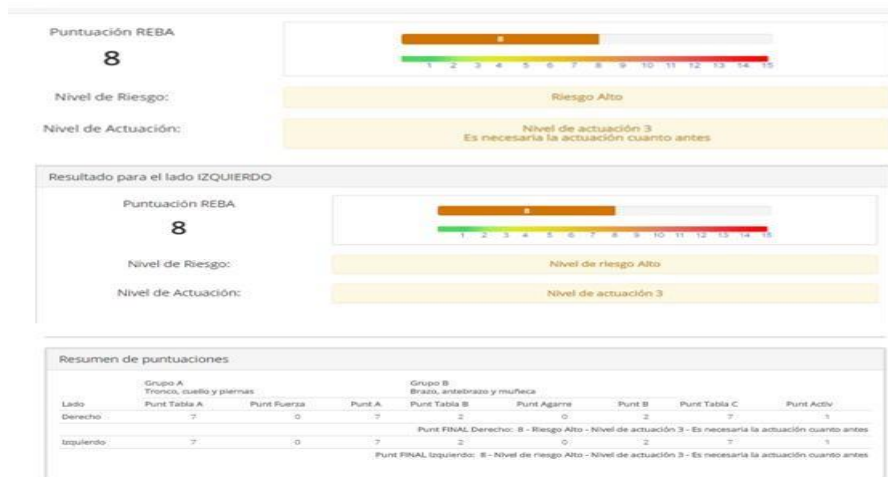 Puntuación REBA
8
8
1 2 3 4 5 6 7 8 9 10 11 12 13 14 15
Nivel de Riesgo:
Riesgo Alto
Nivel de Actuación:
Nivel de actuación 3
Es necesaria la actuación cuanto antes
Resultado para el lado IZQUIERDO
Puntuación REBA
8
8
1 2 3 4 5 6 7 8 9 10 11 12 13 14 15
Nivel de Riesgo:
Nivel de riesgo Alto
Nivel de Actuación:
Nivel de actuación 3
Resumen de puntuaciones
Grupo A Grupo B
Tronco, cuello y piernas Brazo, antebrazo y muñeca
Lado Punt Tabla A Punt Fuerza Punt A Punt Tabla B Punt Agarre Punt B Punt Tabla C Punt Activ
Derecho 7 0 7 2 0 2 7 1
Punt FINAL Derecho: 8 - Riesgo Alto - Nivel de actuación 3 - Es necesaria la actuación cuanto antes
Izquierdo 7 0 7 2 0 2 7 1
Punt FINAL Izquierdo: 8 - Nivel de riesgo Alto - Nivel de actuación 3 - Es necesaria la actuación cuanto antes